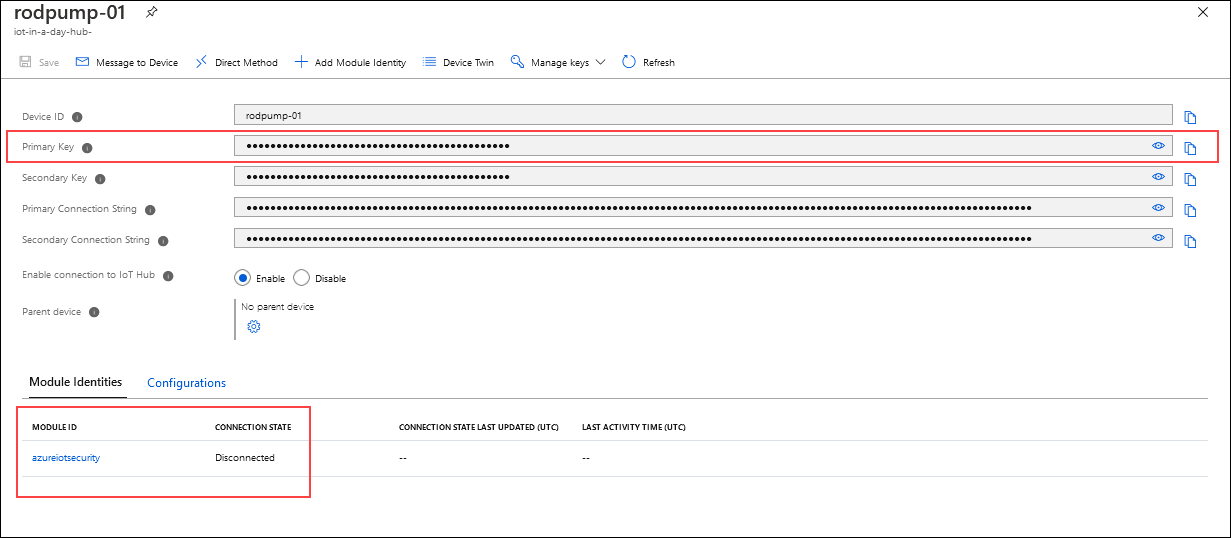 rodpump-01
iot-in-a-day-hub-
Save Message to Device Direct Method Add Module Identity Device Twin Manage keys Refresh
Device ID rodpump-01
Primary Key ••••••••••••••••••••••••••••••••••••••••••••
Secondary Key ••••••••••••••••••••••••••••••••••••••••••••
Primary Connection String
Secondary Connection String
Enable connection to IoT Hub Enable Disable
Parent device No parent device
Module Identities Configurations
MODULE ID CONNECTION STATE CONNECTION STATE LAST UPDATED (UTC) LAST ACTIVITY TIME (UTC)
azureiotsecurity Disconnected -- --